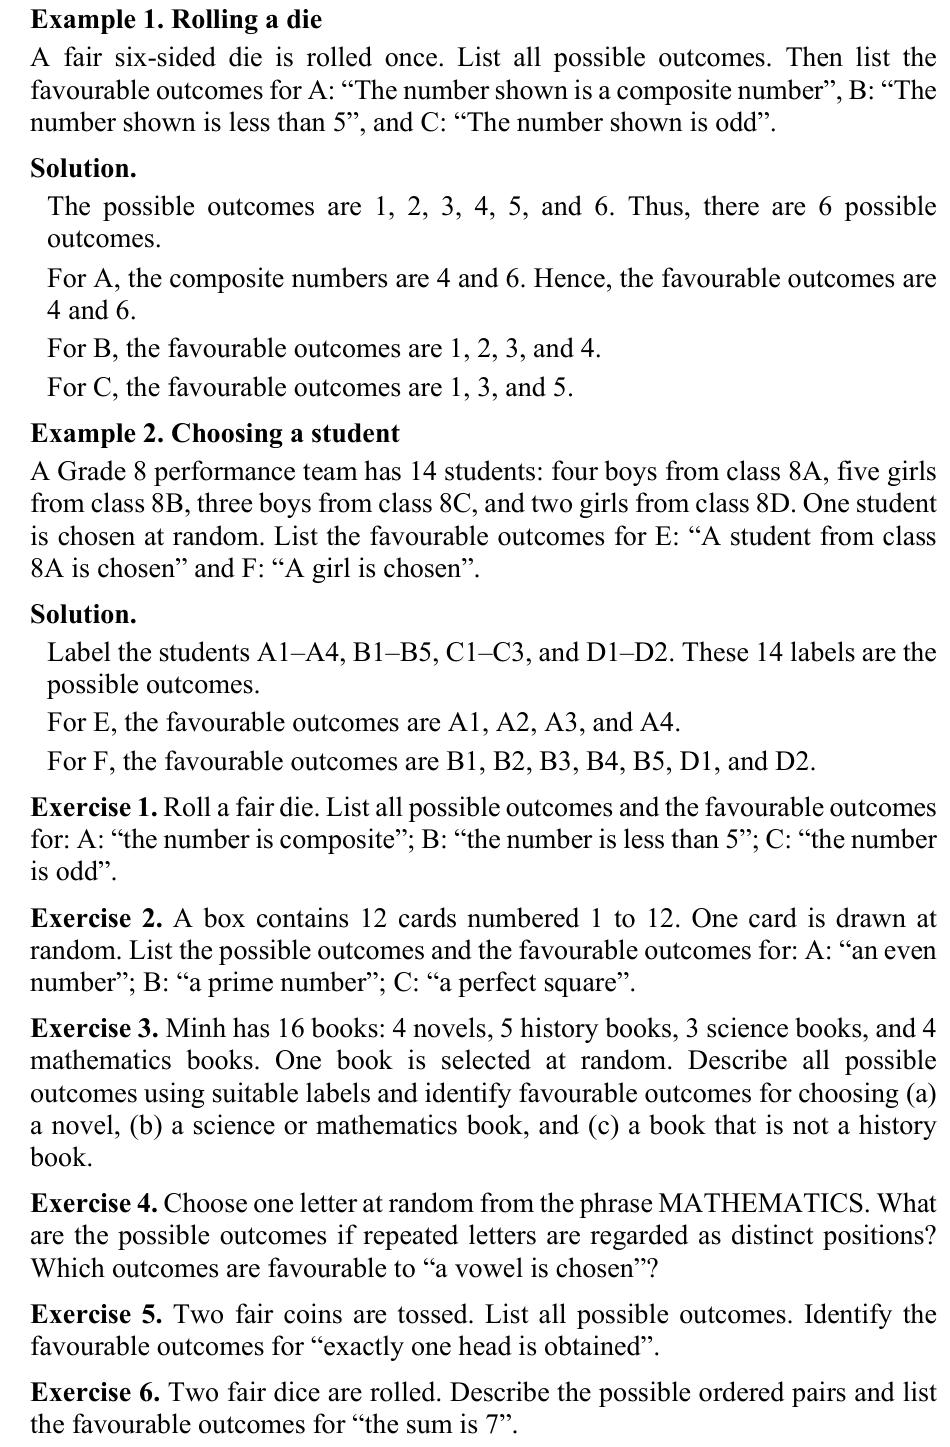 Example 1. Rolling a die
A fair six-sided die is rolled once. List all possible outcomes. Then list the
favourable outcomes for A: “The number shown is a composite number”, B: “The
number shown is less than 5”, and C: “The number shown is odd”.
Solution.
The possible outcomes are 1, 2, 3, 4, 5, and 6. Thus, there are 6 possible
outcomes.
For A, the composite numbers are 4 and 6. Hence, the favourable outcomes are
4 and 6.
For B, the favourable outcomes are 1, 2, 3, and 4.
For C, the favourable outcomes are 1, 3, and 5.
Example 2. Choosing a student
A Grade 8 performance team has 14 students: four boys from class 8A, five girls
from class 8B, three boys from class 8C, and two girls from class 8D. One student
is chosen at random. List the favourable outcomes for E: “A student from class
8A is chosen” and F: “A girl is chosen”.
Solution.
Label the students A1–A4, B1–B5, C1–C3, and D1–D2. These 14 labels are the
possible outcomes.
For E, the favourable outcomes are A1, A2, A3, and A4.
For F, the favourable outcomes are B1, B2, B3, B4, B5, D1, and D2.
Exercise 1. Roll a fair die. List all possible outcomes and the favourable outcomes
for: A: “the number is composite”; B: “the number is less than 5”; C: “the number
is odd”.
Exercise 2. A box contains 12 cards numbered 1 to 12. One card is drawn at
random. List the possible outcomes and the favourable outcomes for: A: “an even
number”; B: “a prime number”; C: “a perfect square”.
Exercise 3. Minh has 16 books: 4 novels, 5 history books, 3 science books, and 4
mathematics books. One book is selected at random. Describe all possible
outcomes using suitable labels and identify favourable outcomes for choosing (a)
a novel, (b) a science or mathematics book, and (c) a book that is not a history
book.
Exercise 4. Choose one letter at random from the phrase MATHEMATICS. What
are the possible outcomes if repeated letters are regarded as distinct positions?
Which outcomes are favourable to “a vowel is chosen”?
Exercise 5. Two fair coins are tossed. List all possible outcomes. Identify the
favourable outcomes for “exactly one head is obtained”.
Exercise 6. Two fair dice are rolled. Describe the possible ordered pairs and list
the favourable outcomes for “the sum is 7”.